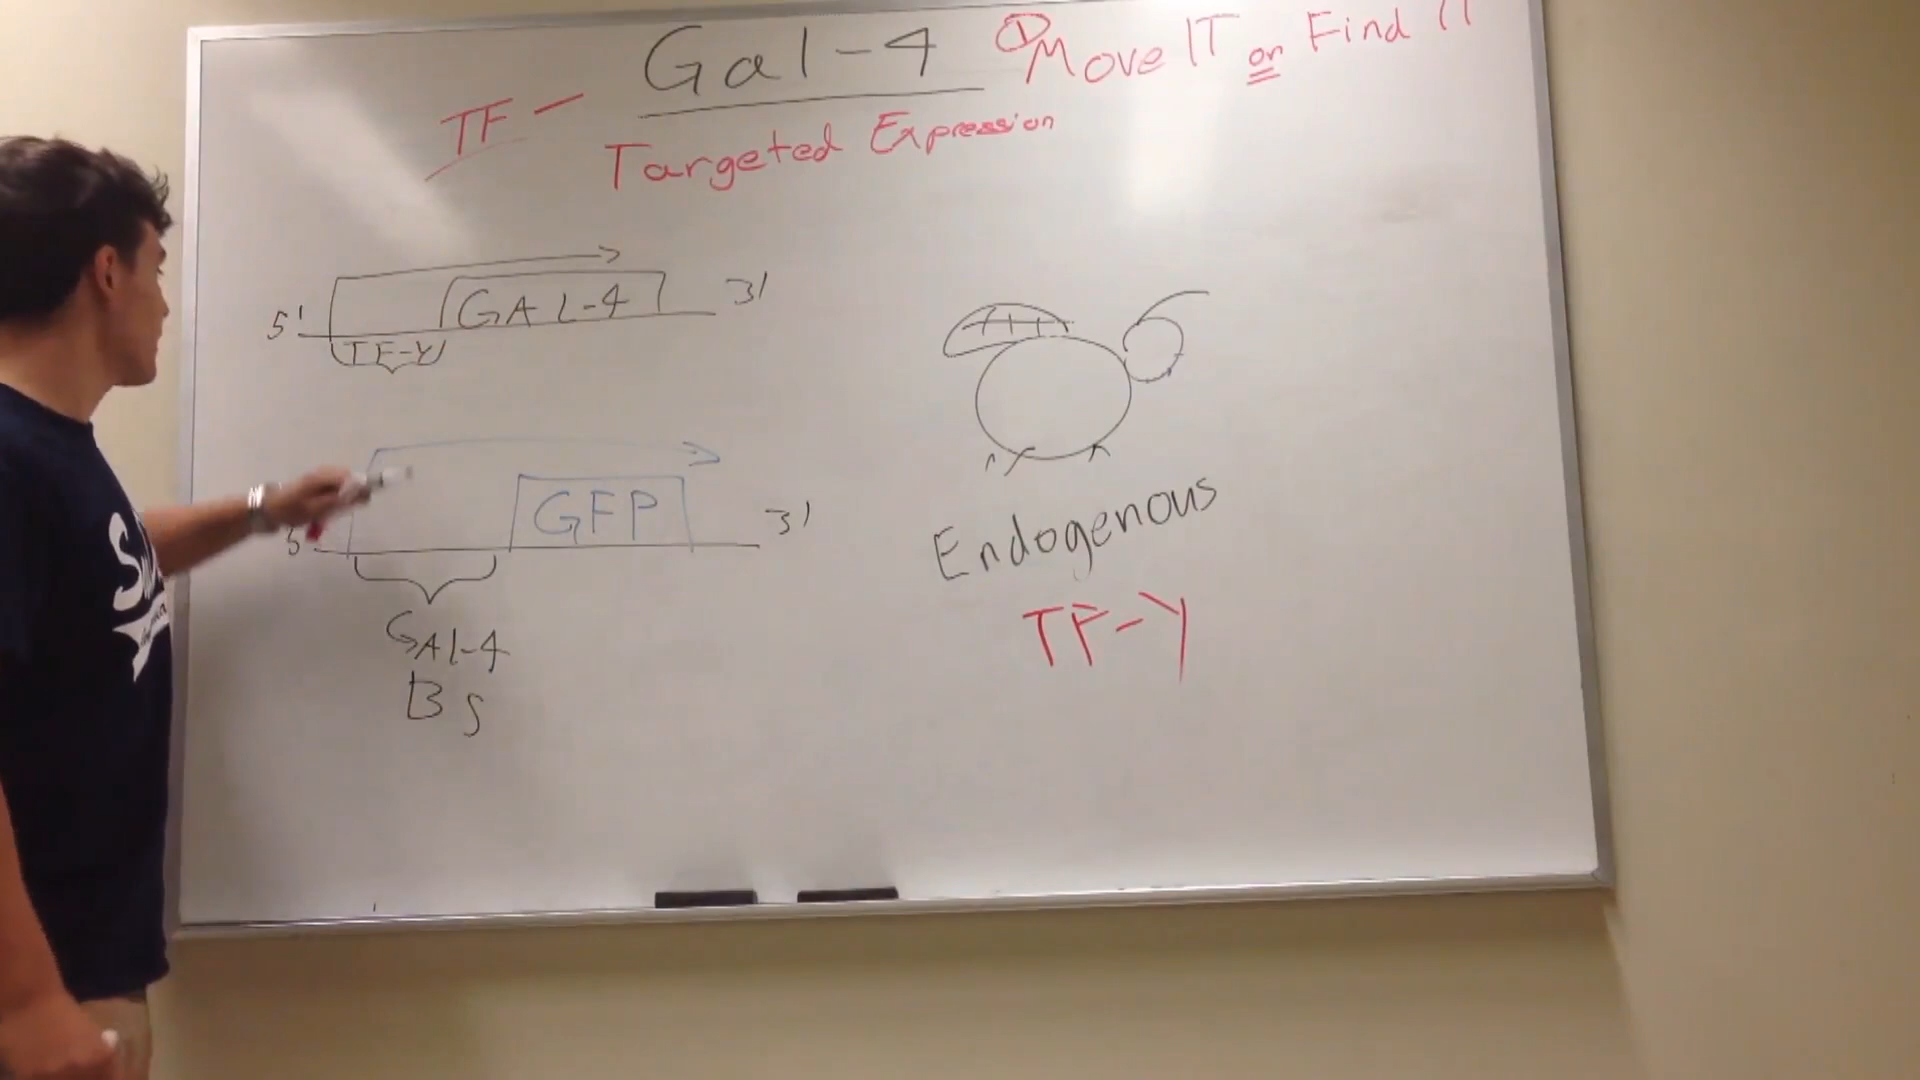 Gal-4
① Move IT or Find IT
TF -
Targeted Expression
5' GAL-4 3'
TF-Y
5' GFP 3'
GAl-4
BS
Endogenous
TF-Y